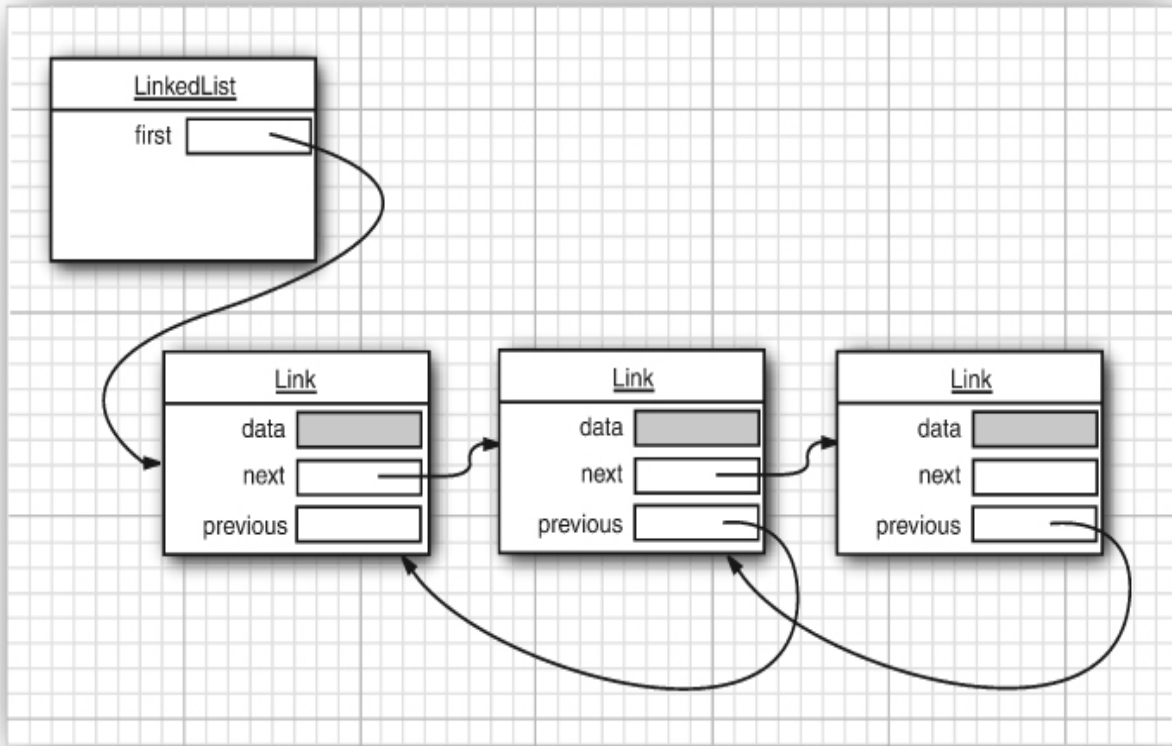 LinkedList
first
Link
data
next
previous
Link
data
next
previous
Link
data
next
previous